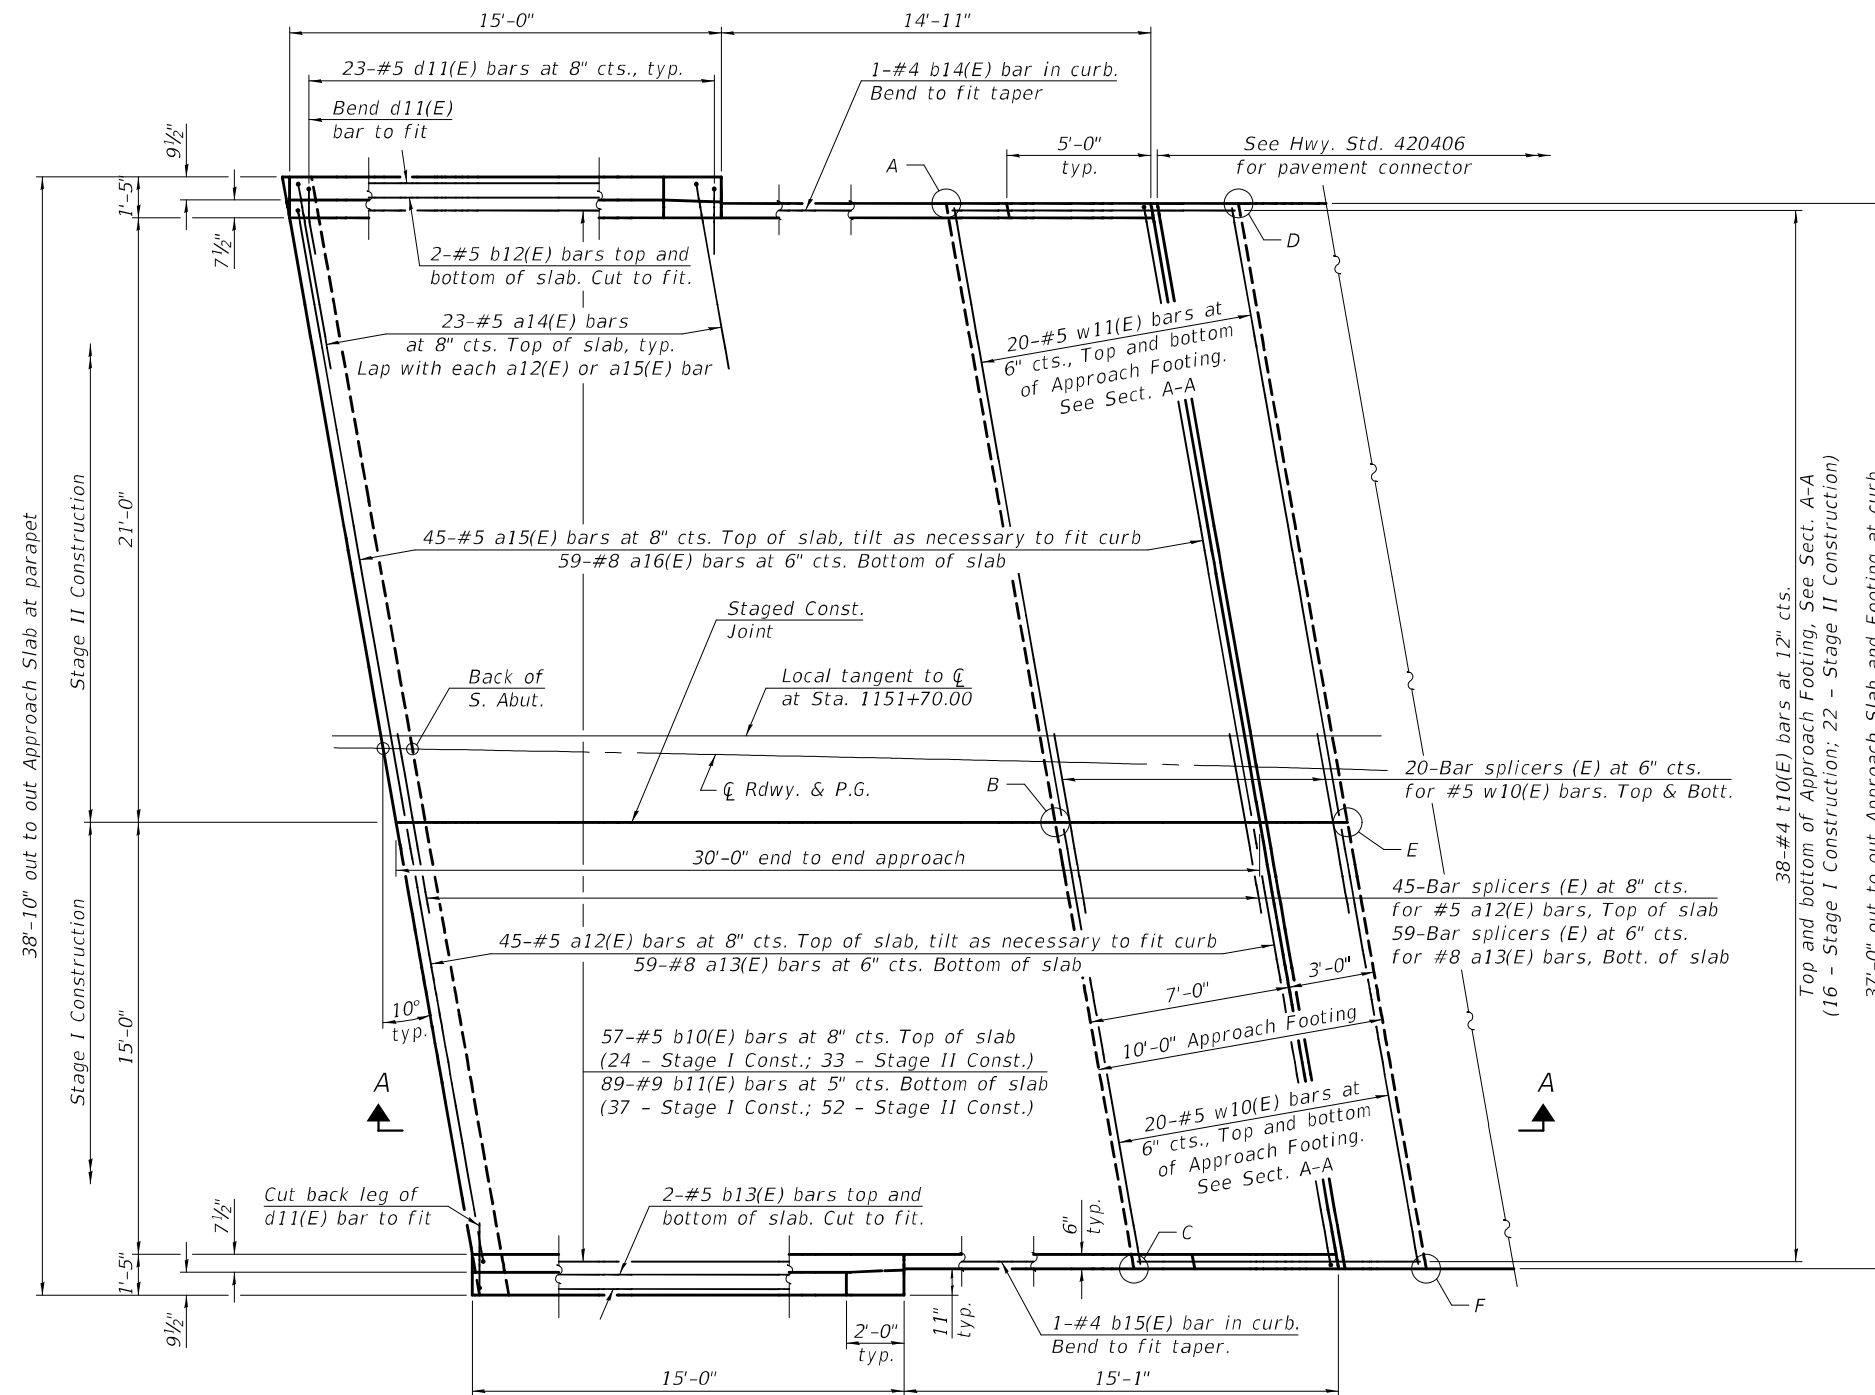 15'-0"
14'-11"
23-#5 d11(E) bars at 8" cts., typ.
1-#4 b14(E) bar in curb.
Bend to fit taper
Bend d11(E)
bar to fit
9½"
1'-5"
7½"
5'-0"
typ.
See Hwy. Std. 420406
for pavement connector
A
D
2-#5 b12(E) bars top and
bottom of slab. Cut to fit.
23-#5 a14(E) bars
at 8" cts. Top of slab, typ.
Lap with each a12(E) or a15(E) bar
20-#5 w11(E) bars at
6" cts., Top and bottom
of Approach Footing.
See Sect. A-A
38'-10" out to out Approach Slab at parapet
Stage II Construction
21'-0"
45-#5 a15(E) bars at 8" cts. Top of slab, tilt as necessary to fit curb
59-#8 a16(E) bars at 6" cts. Bottom of slab
Staged Const.
Joint
Back of
S. Abut.
Local tangent to ℄
at Sta. 1151+70.00
℄ Rdwy. & P.G.
B
E
20-Bar splicers (E) at 6" cts.
for #5 w10(E) bars. Top & Bott.
30'-0" end to end approach
45-Bar splicers (E) at 8" cts.
for #5 a12(E) bars, Top of slab
59-Bar splicers (E) at 6" cts.
for #8 a13(E) bars, Bott. of slab
38-#4 t10(E) bars at 12" cts.
Top and bottom of Approach Footing, See Sect. A-A
(16 - Stage I Construction; 22 - Stage II Construction)
37'-0" out to out Approach Slab and Footing at curb
Stage I Construction
15'-0"
45-#5 a12(E) bars at 8" cts. Top of slab, tilt as necessary to fit curb
59-#8 a13(E) bars at 6" cts. Bottom of slab
10°
typ.
7'-0"
3'-0"
10'-0" Approach Footing
57-#5 b10(E) bars at 8" cts. Top of slab
(24 - Stage I Const.; 33 - Stage II Const.)
89-#9 b11(E) bars at 5" cts. Bottom of slab
(37 - Stage I Const.; 52 - Stage II Const.)
A
A
20-#5 w10(E) bars at
6" cts., Top and bottom
of Approach Footing.
See Sect. A-A
Cut back leg of
d11(E) bar to fit
2-#5 b13(E) bars top and
bottom of slab. Cut to fit.
7½"
1'-5"
9½"
6"
typ.
C
F
11"
typ.
2'-0"
typ.
1-#4 b15(E) bar in curb.
Bend to fit taper.
15'-0"
15'-1"